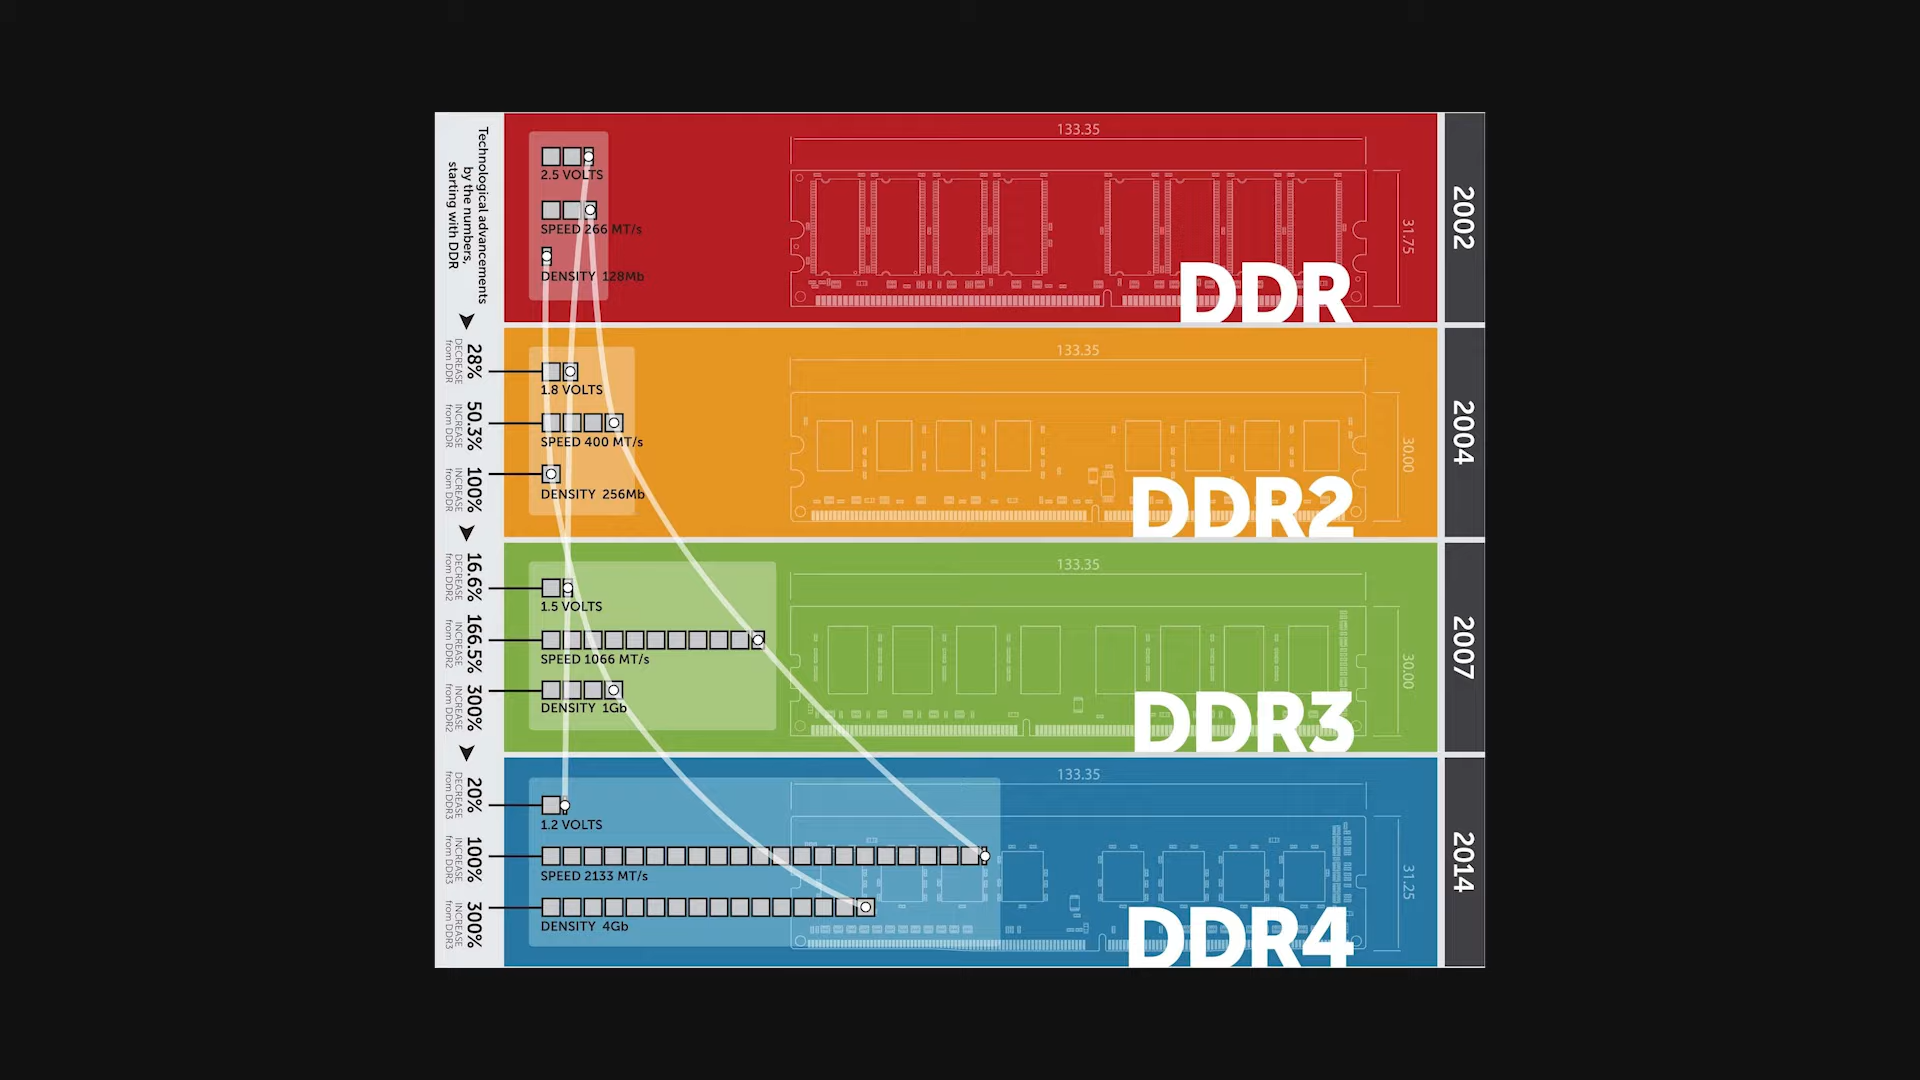 Technological advancements
by the numbers,
starting with DDR
2.5 VOLTS
SPEED 266 MT/s
DENSITY 128Mb
133.35
31.75
DDR
2002
28%
DECREASE
from DDR
50.3%
INCREASE
from DDR
100%
INCREASE
from DDR
1.8 VOLTS
SPEED 400 MT/s
DENSITY 256Mb
133.35
30.00
DDR2
2004
16.6%
DECREASE
from DDR2
166.5%
INCREASE
from DDR2
300%
INCREASE
from DDR2
1.5 VOLTS
SPEED 1066 MT/s
DENSITY 1Gb
133.35
30.00
DDR3
2007
20%
DECREASE
from DDR3
100%
INCREASE
from DDR3
300%
INCREASE
from DDR3
1.2 VOLTS
SPEED 2133 MT/s
DENSITY 4Gb
133.35
31.25
DDR4
2014